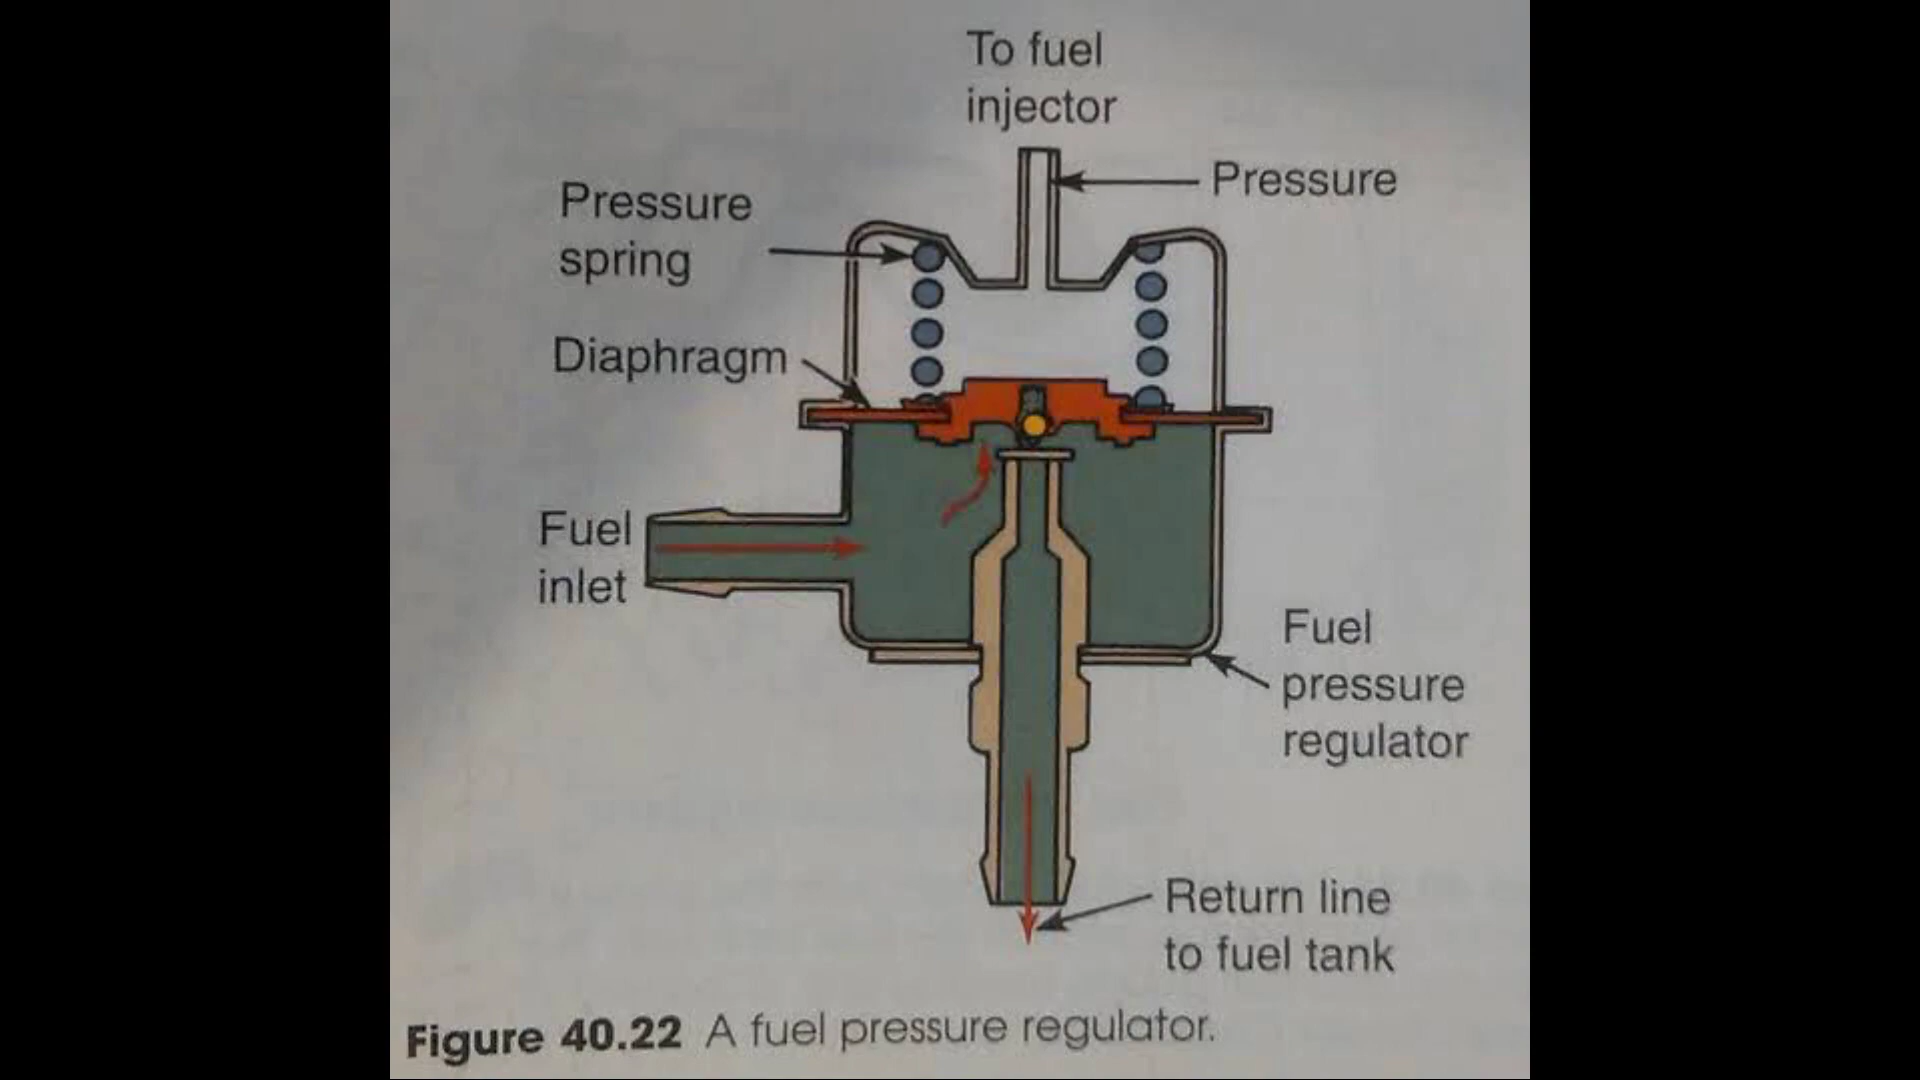 To fuel
injector
Pressure
Pressure
spring
Diaphragm
Fuel
inlet
Fuel
pressure
regulator
Return line
to fuel tank
Figure 40.22 A fuel pressure regulator.